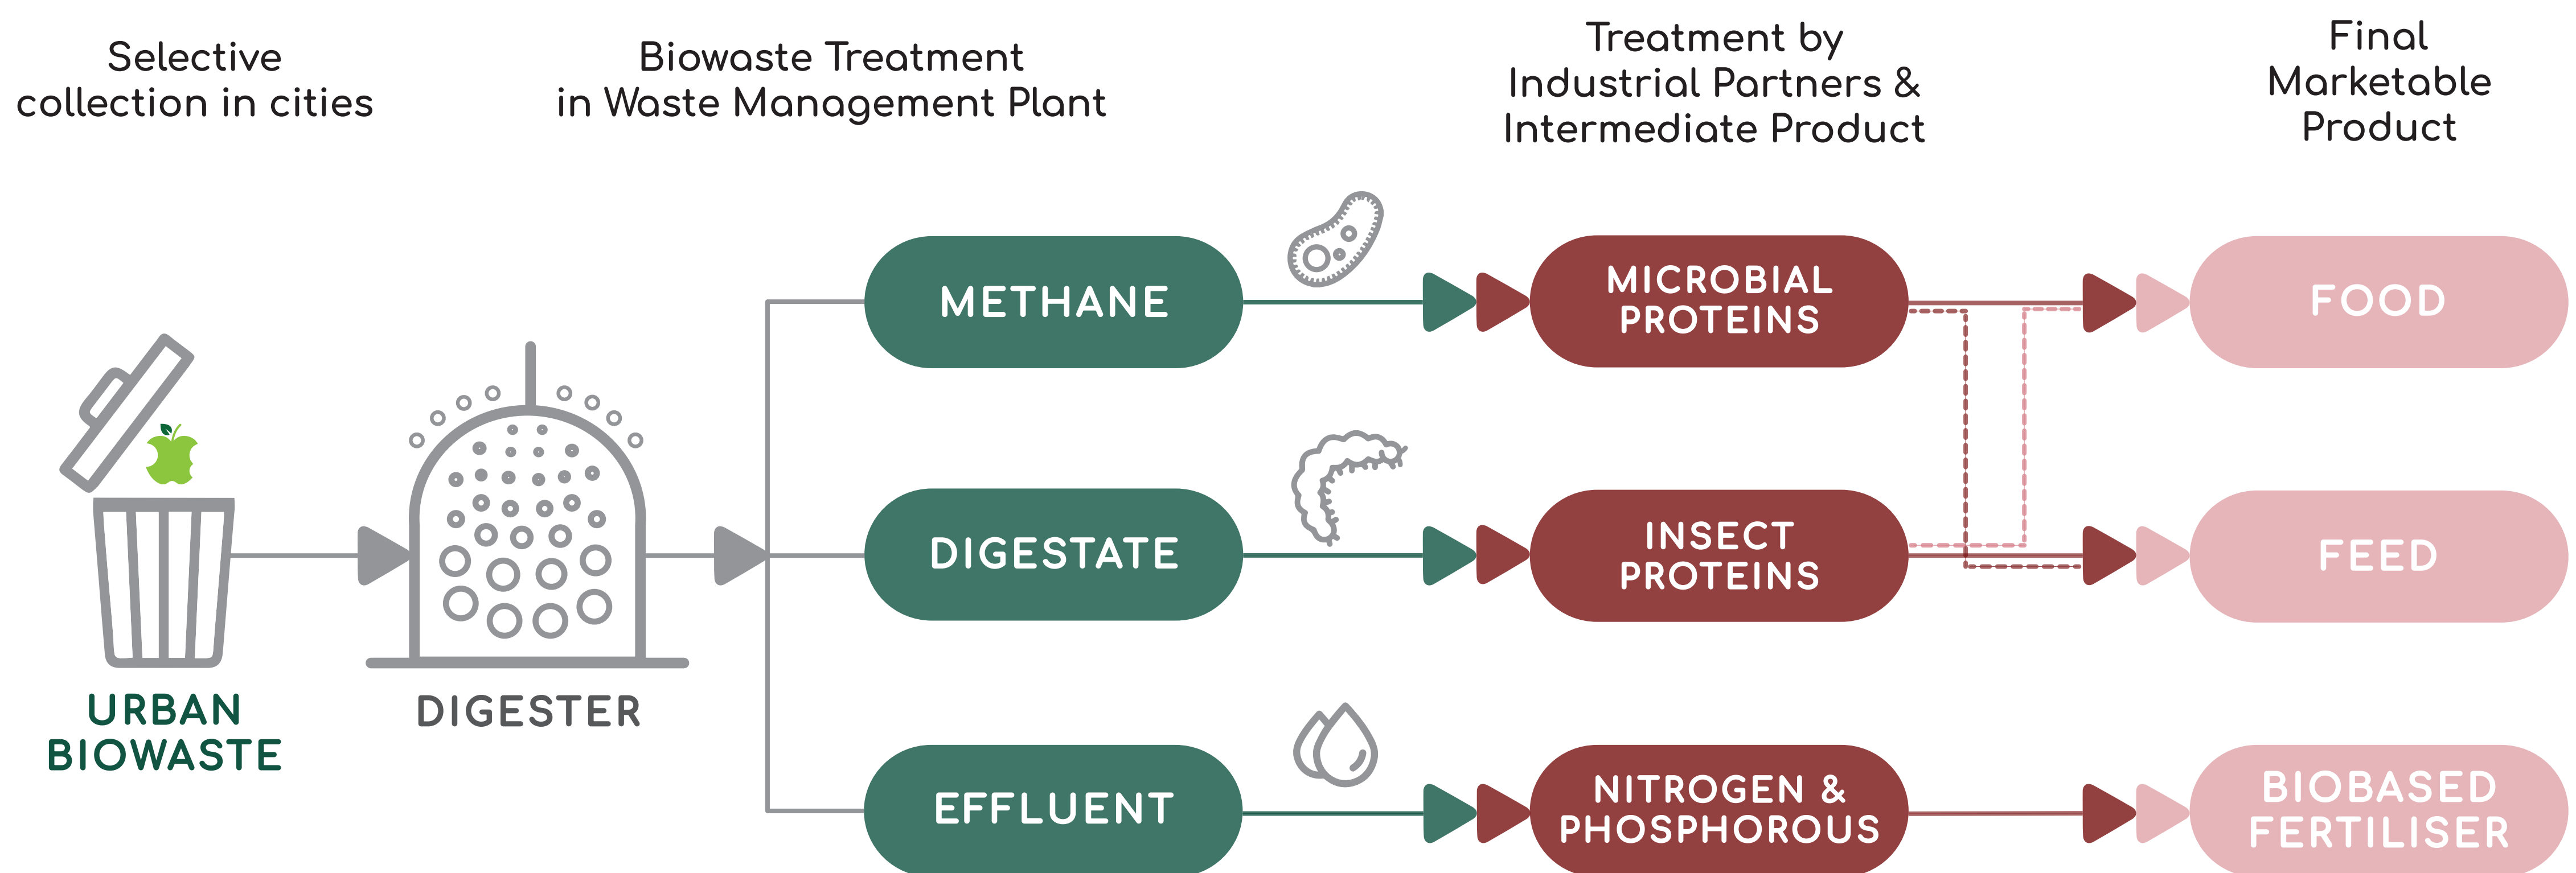 Selective
collection in cities
Biowaste Treatment
in Waste Management Plant
Treatment by
Industrial Partners &
Intermediate Product
Final
Marketable
Product
URBAN
BIOWASTE
DIGESTER
METHANE
MICROBIAL
PROTEINS
FOOD
DIGESTATE
INSECT
PROTEINS
FEED
EFFLUENT
NITROGEN &
PHOSPHOROUS
BIOBASED
FERTILISER